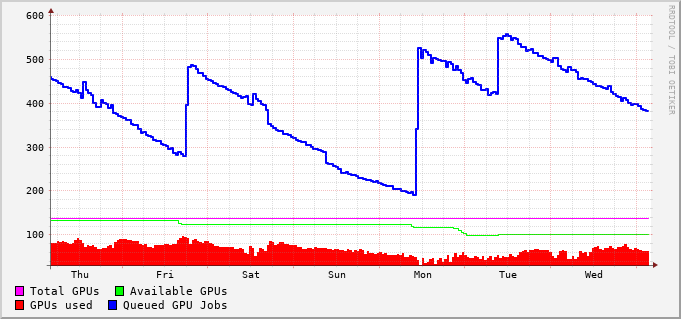 600
500
400
300
200
100
Thu Fri Sat Sun Mon Tue Wed
Total GPUs Available GPUs
GPUs used Queued GPU Jobs
RRDTOOL / TOBI OETIKER